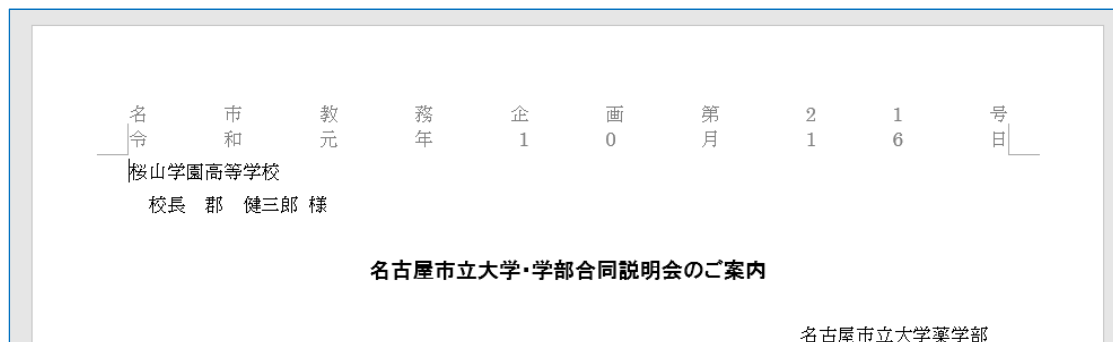 名市教務企画第21号
令和元年10月16日
桜山学園高等学校
校長　郡　健三郎 様
名古屋市立大学・学部合同説明会のご案内
名古屋市立大学薬学部